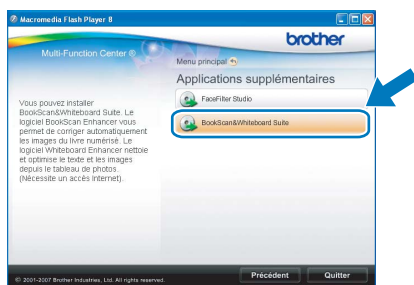 Macromedia Flash Player 8
brother
Multi-Function Center ®
Menu principal
Applications supplémentaires
FaceFilter Studio
BookScan&Whiteboard Suite
Vous pouvez installer
BookScan&Whiteboard Suite. Le
logiciel BookScan Enhancer vous
permet de corriger automatiquement
les images du livre numérisé. Le
logiciel Whiteboard Enhancer nettoie
et optimise le texte et les images
depuis le tableau de photos.
(Nécessite un accès Internet).
© 2001-2007 Brother Industries, Ltd. All rights reserved.
Précédent
Quitter